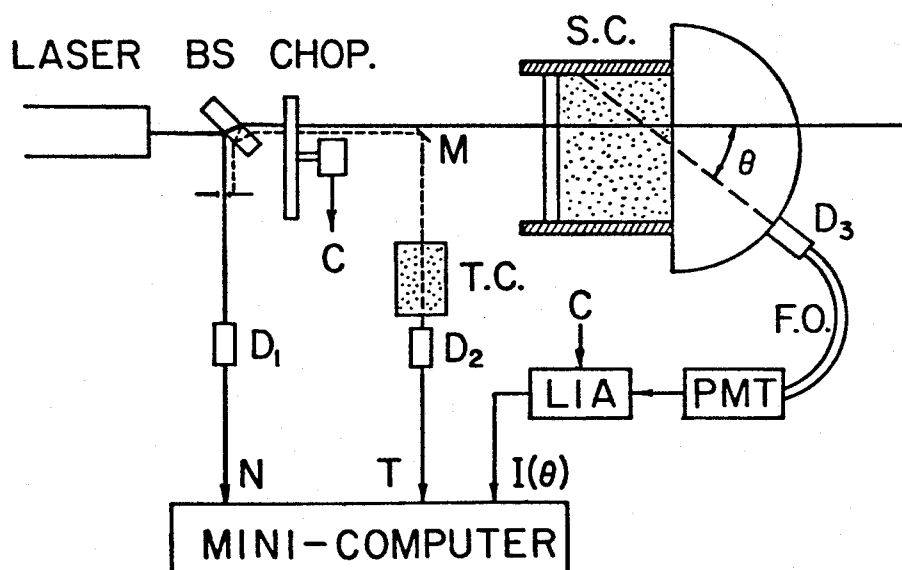 LASER BS CHOP. S.C.
M
θ
C
D₃
T.C.
C
F.O.
D₁
D₂
LIA
PMT
N
T
I(θ)
MINI-COMPUTER